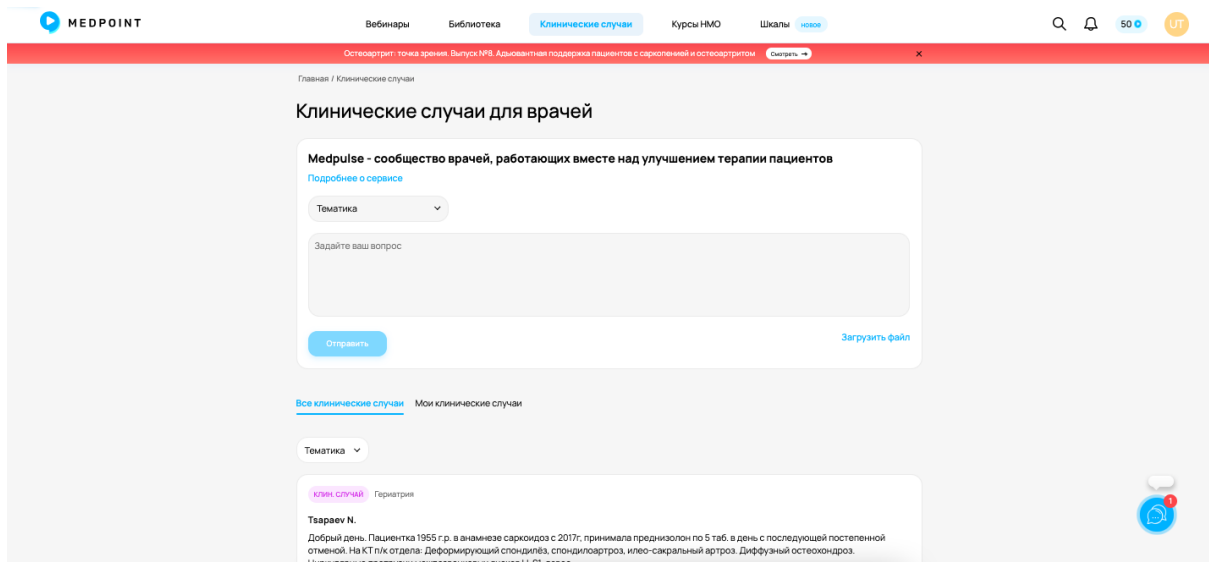 MEDPOINT
Вебинары Библиотека Клинические случаи Курсы НМО Шкалы новое 50 UT
Остеоартрит: точка зрения. Выпуск №8. Адъювантная поддержка пациентов с саркопенией и остеоартритом Смотреть → ×
Главная / Клинические случаи
Клинические случаи для врачей
Medpulse - сообщество врачей, работающих вместе над улучшением терапии пациентов
Подробнее о сервисе
Тематика
Задайте ваш вопрос
Отправить Загрузить файл
Все клинические случаи Мои клинические случаи
Тематика
КЛИН. СЛУЧАЙ Гериатрия
1
Tsapaev N.
Добрый день. Пациентка 1955 г.р. в анамнезе саркоидоз с 2017г, принимала преднизолон по 5 таб. в день с последующей постепенной
отменой. На КТ п/к отдела: Деформирующий спондилёз, спондилоартроз, илео-сакральный артроз. Диффузный остеохондроз.